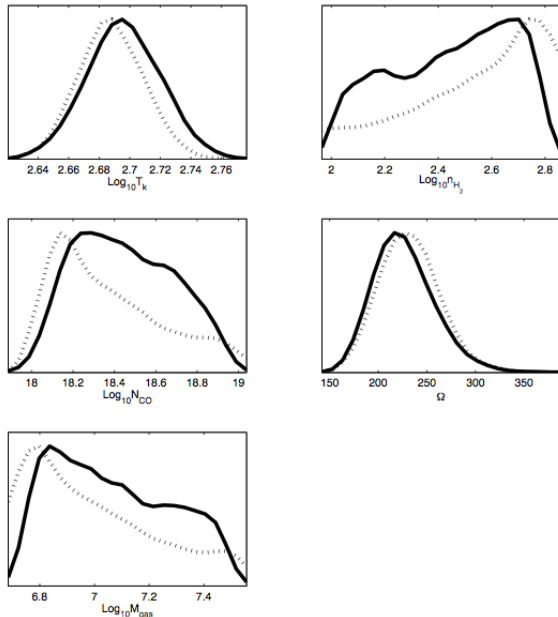 2.64 2.66 2.68 2.7 2.72 2.74 2.76
Log10Tk
2 2.2 2.4 2.6 2.8
Log10nH2
18 18.2 18.4 18.6 18.8 19
Log10NCO
150 200 250 300 350
Ω
6.8 7 7.2 7.4
Log10Mgas